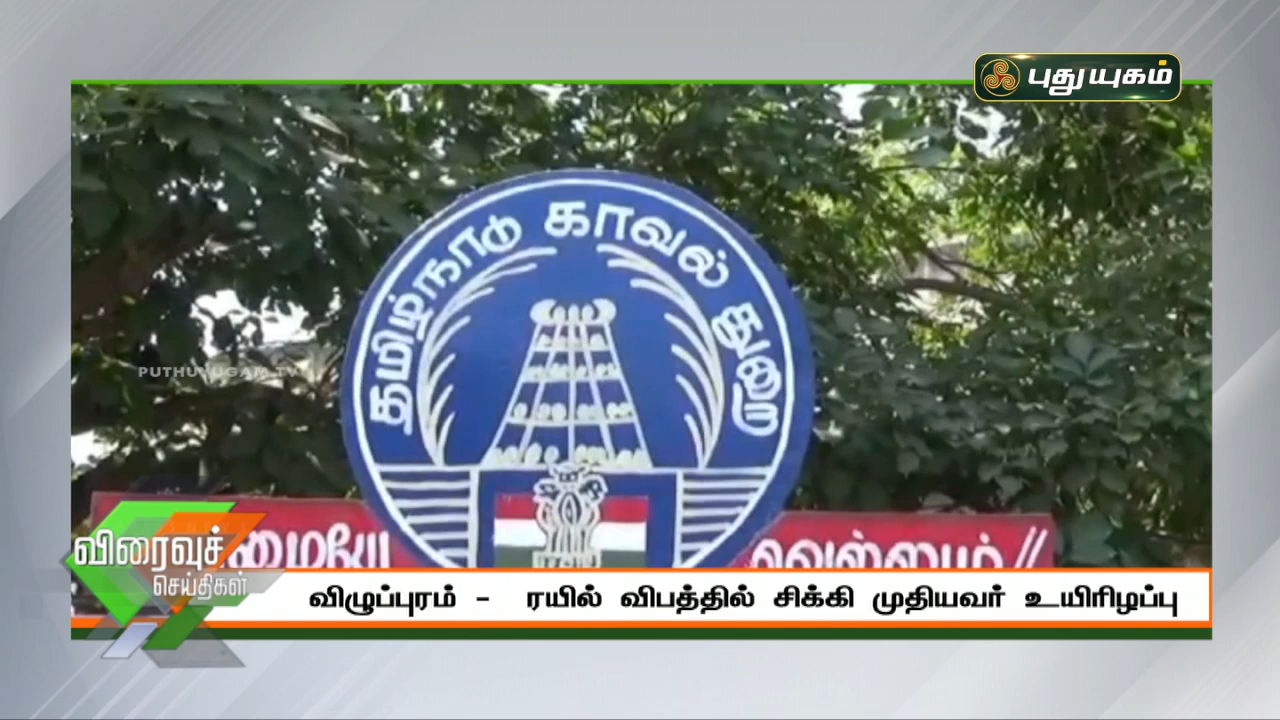 புதுயுகம்
தமிழ்நாடு காவல் துறை
PUTHUYUGAM TV
வெல்லும் //
விரைவுச்
செய்திகள்
விழுப்புரம் - ரயில் விபத்தில் சிக்கி முதியவர் உயிரிழப்பு